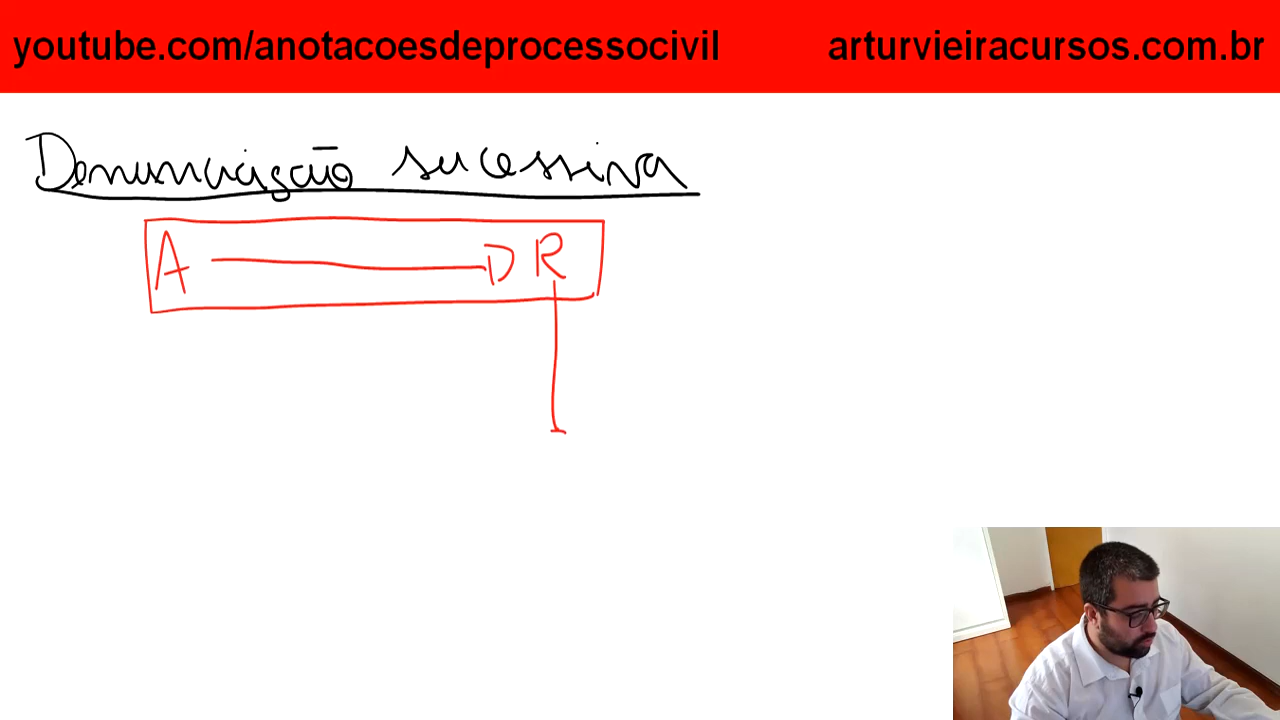 youtube.com/anotacoesdeprocessocivil arturvieiracursos.com.br
Denunciação sucessiva
A R